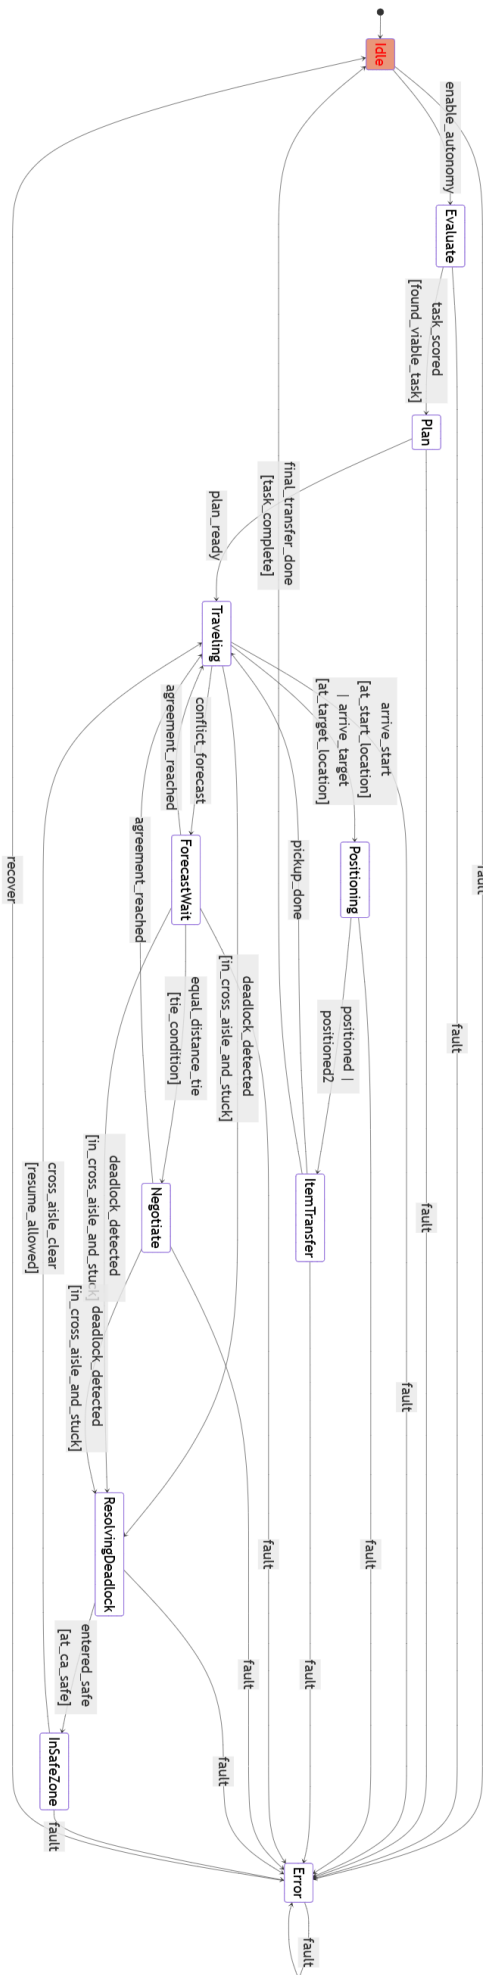 Idle
enable_autonomy
Evaluate
task_scored
[found_viable_task]
Plan
final_transfer_done
[task_complete]
plan_ready
Traveling
arrive_start
[at_start_location]
| arrive_target
[at_target_location]
conflict_forecast
agreement_reached
agreement_reached
pickup_done
Positioning
ForecastWait
fault
recover
deadlock_detected
[in_cross_aisle_and_stuck]
equal_distance_tie
[tie_condition]
positioned |
positioned2
fault
deadlock_detected
[in_cross_aisle_and_stuck]
cross_aisle_clear
[resume_allowed]
Negotiate
ItemTransfer
fault
deadlock_detected
[in_cross_aisle_and_stuck]
fault
ResolvingDeadlock
fault
fault
entered_safe
[at_ca_safe]
fault
fault
InSafeZone
fault
fault
Error
fault